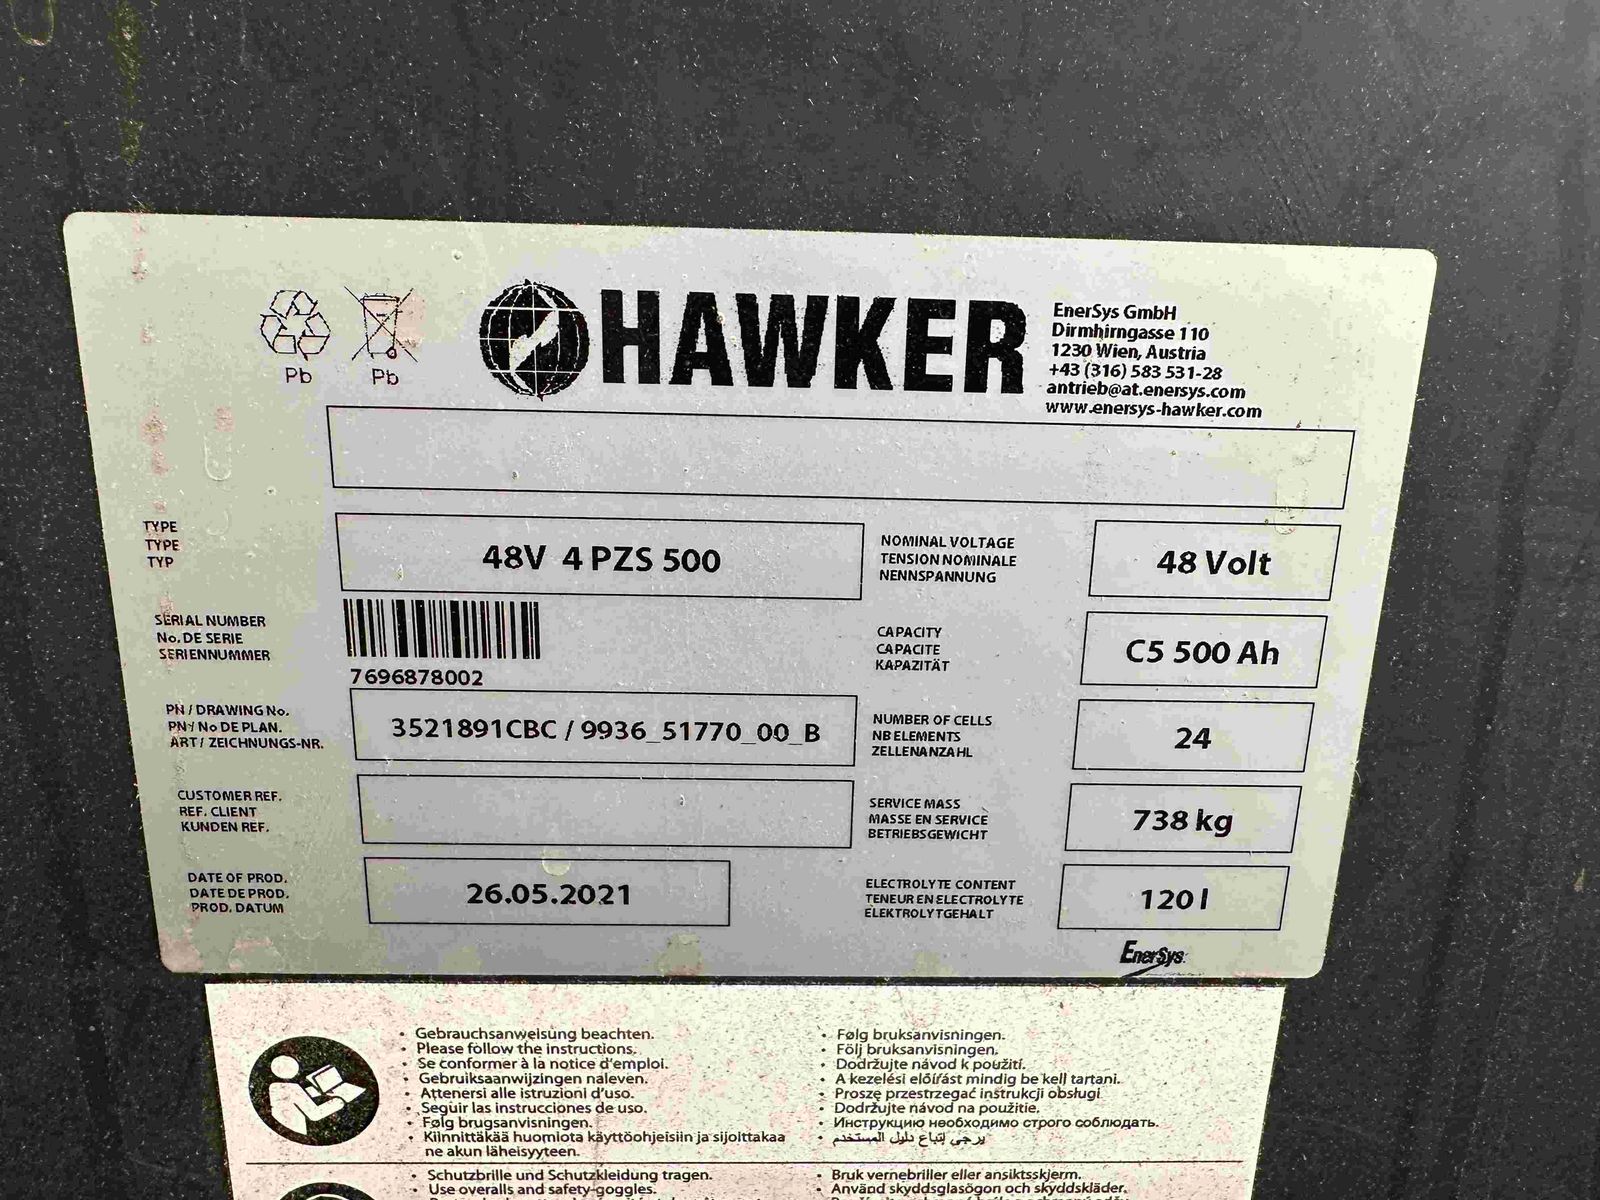 Pb
Pb
HAWKER
EnerSys GmbH
Dirmhirngasse 110
1230 Wien, Austria
+43 (316) 583 531-28
antrieb@at.enersys.com
www.enersys-hawker.com
TYPE
TYPE
TYP
48V 4 PZS 500
NOMINAL VOLTAGE
TENSION NOMINALE
NENNSPANNUNG
48 Volt
SERIAL NUMBER
No. DE SERIE
SERIENNUMMER
7696878002
CAPACITY
CAPACITE
KAPAZITÄT
C5 500 Ah
PN / DRAWING No.
PN / No DE PLAN.
ART / ZEICHNUNGS-NR.
3521891CBC / 9936_51770_00_B
NUMBER OF CELLS
NB ELEMENTS
ZELLENANZAHL
24
CUSTOMER REF.
REF. CLIENT
KUNDEN REF.
SERVICE MASS
MASSE EN SERVICE
BETRIEBSGEWICHT
738 kg
DATE OF PROD.
DATE DE PROD.
PROD. DATUM
26.05.2021
ELECTROLYTE CONTENT
TENEUR EN ELECTROLYTE
ELEKTROLYTGEHALT
120 l
EnerSys
• Gebrauchsanweisung beachten.
• Please follow the instructions.
• Se conformer à la notice d'emploi.
• Gebruiksaanwijzingen naleven.
• Attenersi alle istruzioni d'uso.
• Seguir las instrucciones de uso.
• Følg brugsanvisningen.
• Kiinnittäkää huomiota käyttöohjeisiin ja sijoittakaa
ne akun läheisyyteen.
• Følg bruksanvisningen.
• Följ bruksanvisningen.
• Dodržujte návod k použití.
• A kezelési előírást mindig be kell tartani.
• Proszę przestrzegać instrukcji obsługi
• Dodržujte návod na použitie.
• Инструкцию необходимо строго соблюдать.
• يرجى إتباع دليل المستخدم
• Schutzbrille und Schutzkleidung tragen.
• Use overalls and safety-goggles.
• Bruk vernebriller eller ansiktsskjerm.
• Använd skyddsglasögon och skyddskläder.